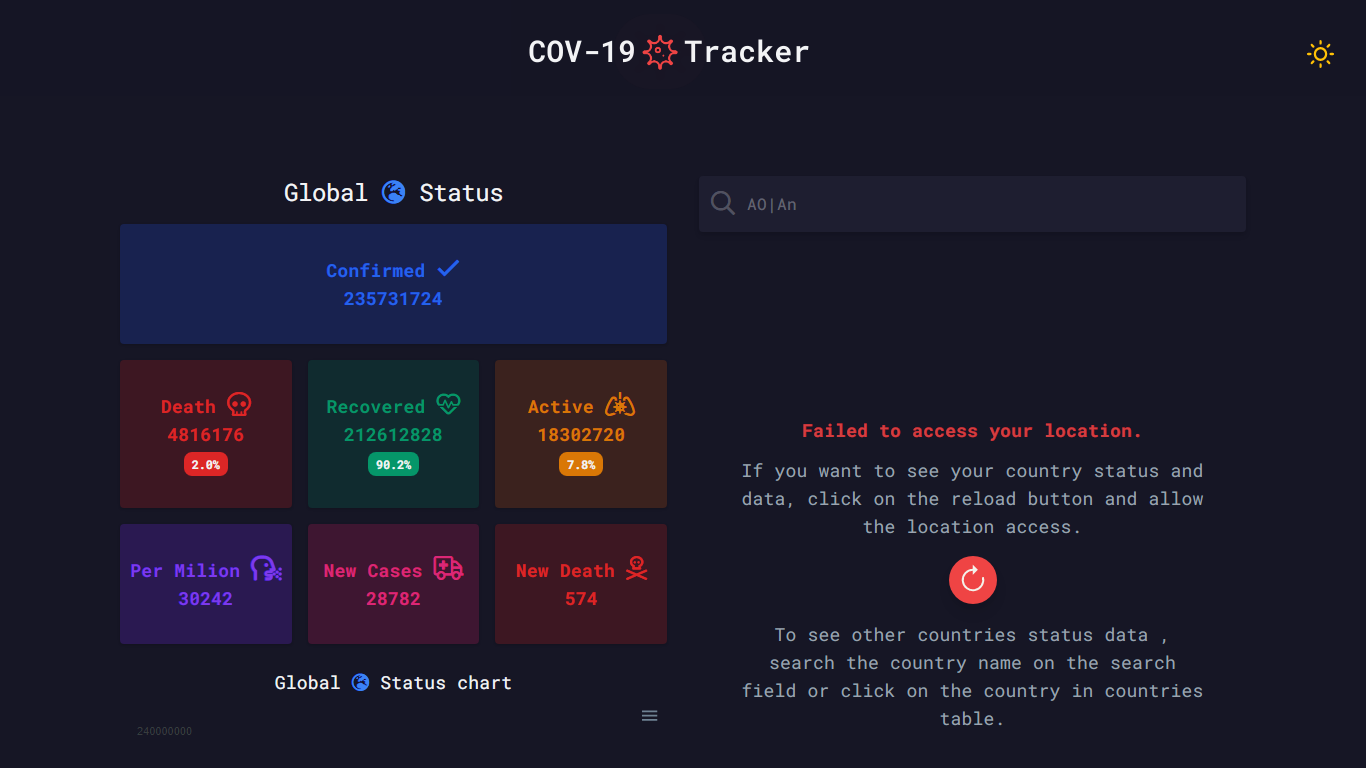 COV-19 Tracker
Global Status
Confirmed
235731724
Death
4816176
2.0%
Recovered
212612828
90.2%
Active
18302720
7.8%
Per Milion
30242
New Cases
28782
New Death
574
Global Status chart
240000000
AO|An
Failed to access your location.
If you want to see your country status and
data, click on the reload button and allow
the location access.
To see other countries status data ,
search the country name on the search
field or click on the country in countries
table.